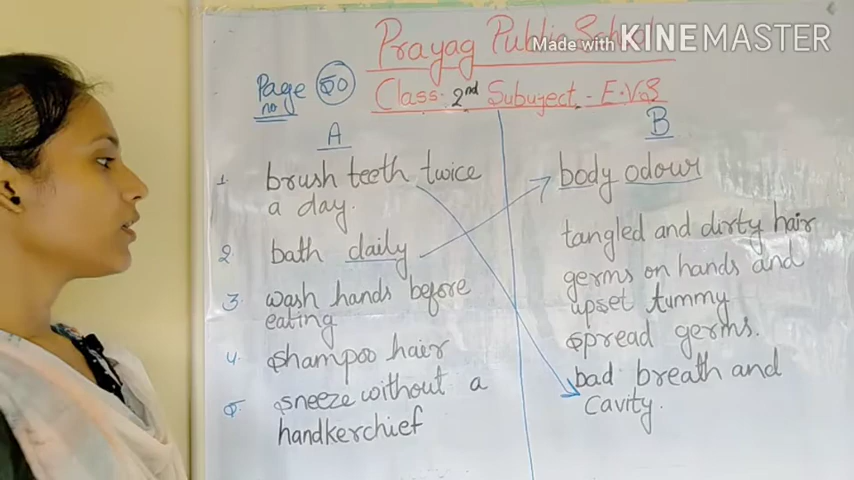 Prayag Public School
Made with KINEMASTER
Page no 50
Class- 2nd Subuject - E.V.S
A
B
1. brush teeth twice
a day.
2 bath daily
3. wash hands before
eating
4. shampoo hair
5. sneeze without a
handkerchief
body odour
tangled and dirty hair
germs on hands and
upset tummy
spread germs.
bad breath and
cavity.